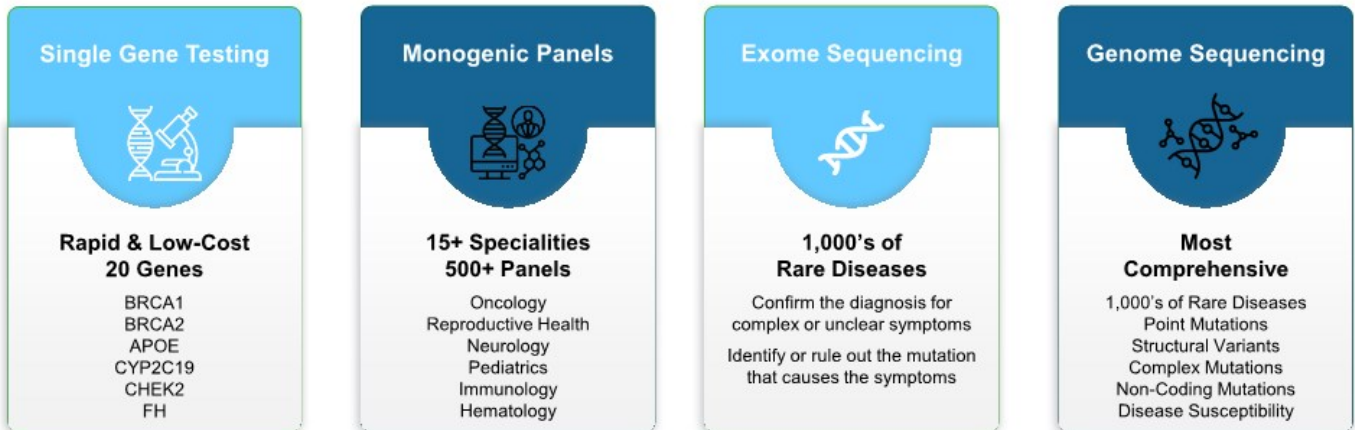 Single Gene Testing
Rapid & Low-Cost
20 Genes
BRCA1
BRCA2
APOE
CYP2C19
CHEK2
FH
Monogenic Panels
15+ Specialities
500+ Panels
Oncology
Reproductive Health
Neurology
Pediatrics
Immunology
Hematology
Exome Sequencing
1,000’s of
Rare Diseases
Confirm the diagnosis for
complex or unclear symptoms
Identify or rule out the mutation
that causes the symptoms
Genome Sequencing
Most
Comprehensive
1,000’s of Rare Diseases
Point Mutations
Structural Variants
Complex Mutations
Non-Coding Mutations
Disease Susceptibility